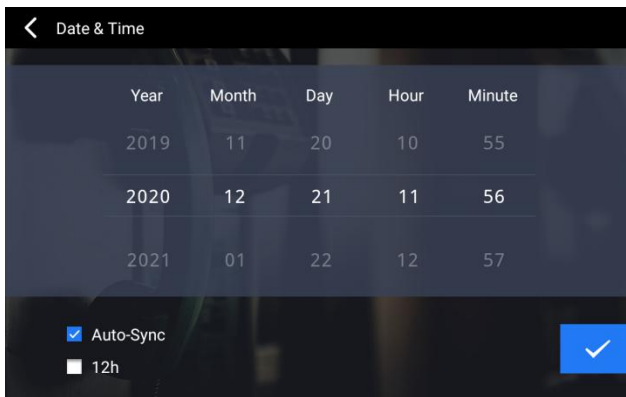 Date & Time
Year Month Day Hour Minute
2019 11 20 10 55
2020 12 21 11 56
2021 01 22 12 57
Auto-Sync
12h